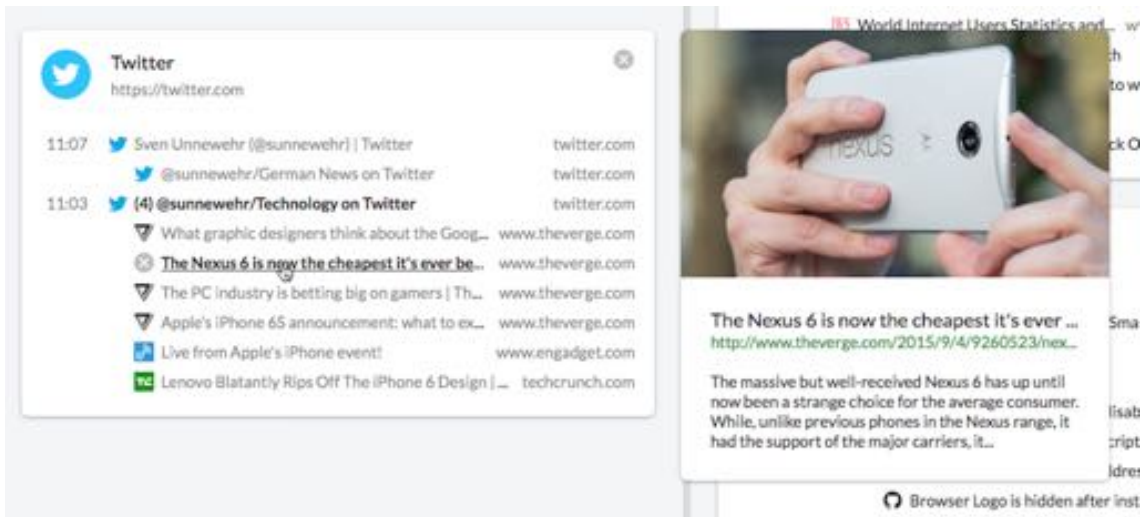 Twitter
https://twitter.com
11:07 Sven Unnewehr (@sunnewehr) | Twitter twitter.com
@sunnewehr/German News on Twitter twitter.com
11:03 (4) @sunnewehr/Technology on Twitter twitter.com
What graphic designers think about the Goog... www.theverge.com
The Nexus 6 is now the cheapest it's ever be... www.theverge.com
The PC industry is betting big on gamers | Th... www.theverge.com
Apple's iPhone 6S announcement: what to ex... www.theverge.com
Live from Apple's iPhone event! www.engadget.com
Lenovo Blatantly Rips Off The iPhone 6 Design | ... techcrunch.com
World Internet Users Statistics and... w
ch
to w
ck O
nexus
The Nexus 6 is now the cheapest it's ever ...
http://www.theverge.com/2015/9/4/9260523/nex...
The massive but well-received Nexus 6 has up until
now been a strange choice for the average consumer.
While, unlike previous phones in the Nexus range, it
had the support of the major carriers, it...
Sma
lisab
cript
ldres
Browser Logo is hidden after inst